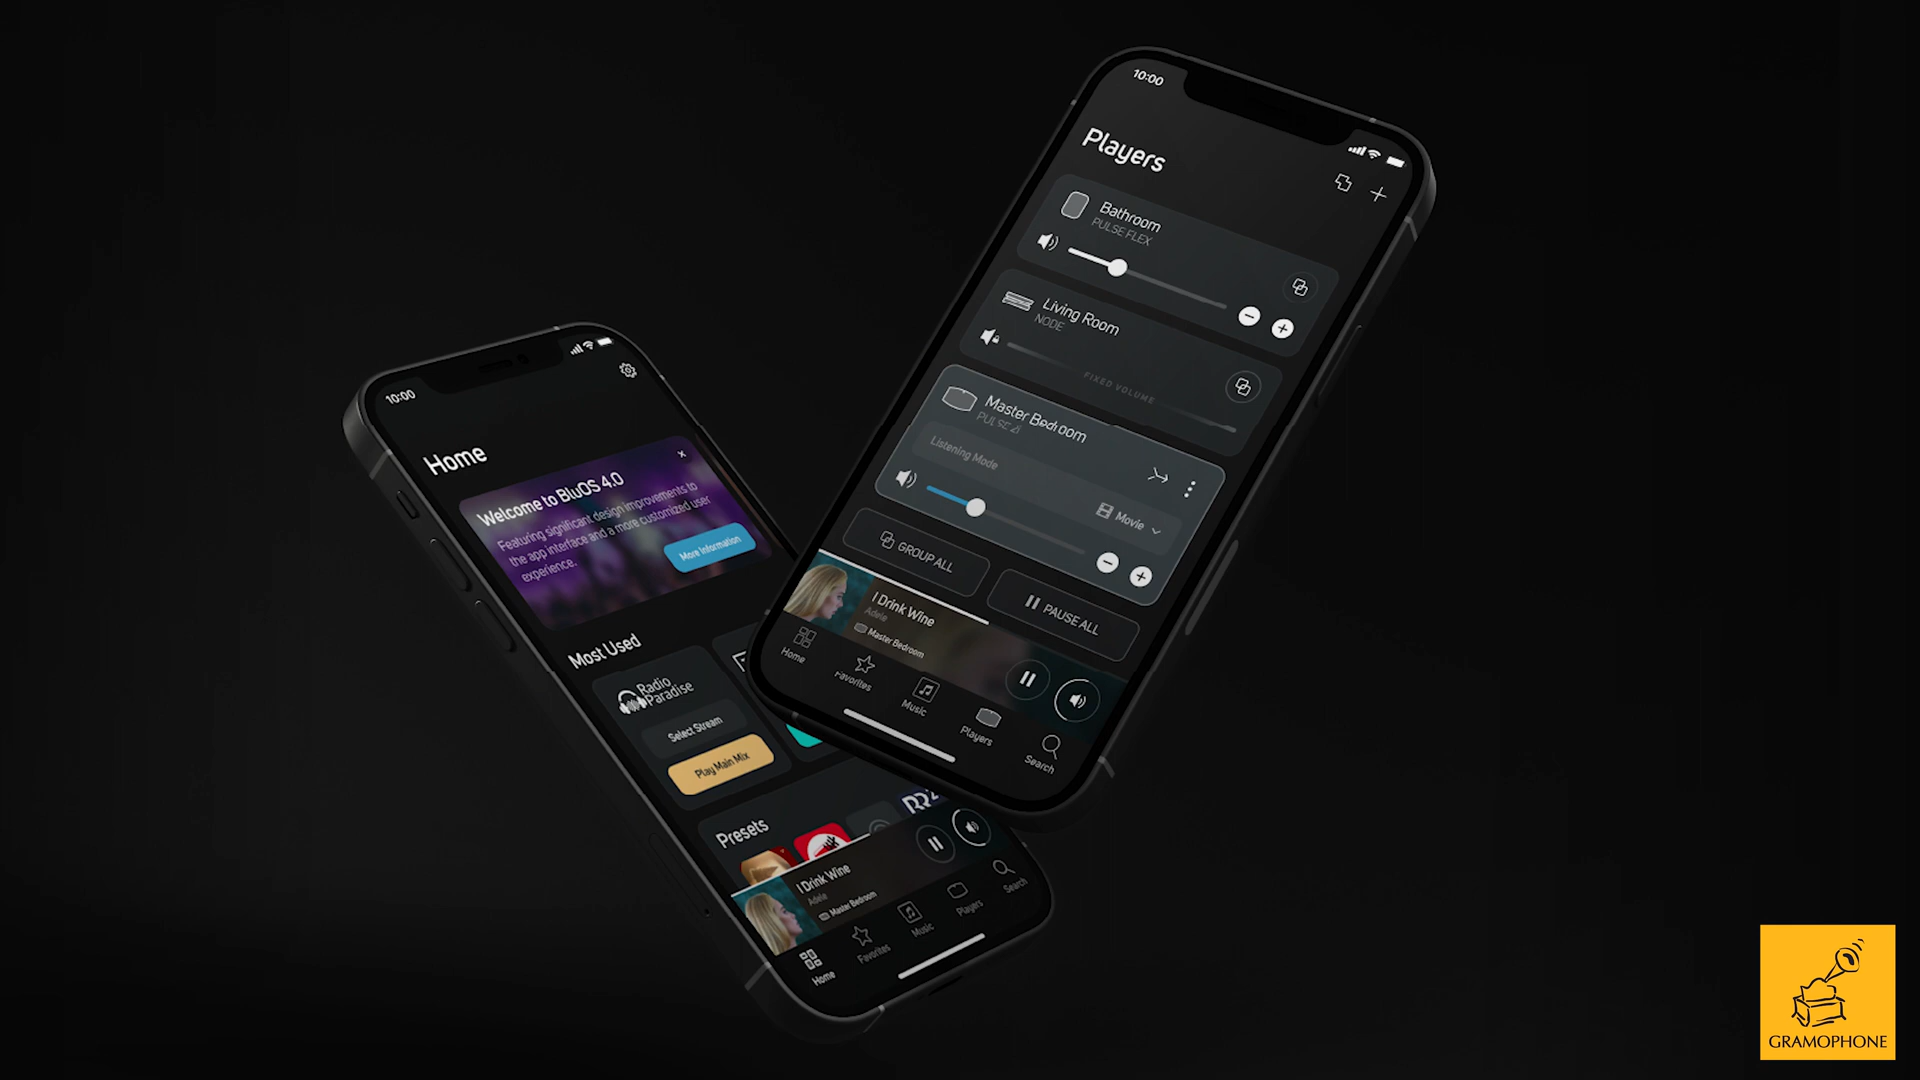 10:00
Home
Welcome to BluOS 4.0
Featuring significant design improvements to
the app interface and a more customized user
experience.
More Information
Most Used
Radio
Paradise
Select Stream
Play Main Mix
Presets
I Drink Wine
Adele
Master Bedroom
Home
Favorites
Music
Players
Search
10:00
Players
Bathroom
PULSE FLEX
Living Room
NODE
FIXED VOLUME
Master Bedroom
PULSE 2i
Listening Mode
Movie
GROUP ALL
PAUSE ALL
I Drink Wine
Adele
Master Bedroom
Home
Favorites
Music
Players
Search
GRAMOPHONE